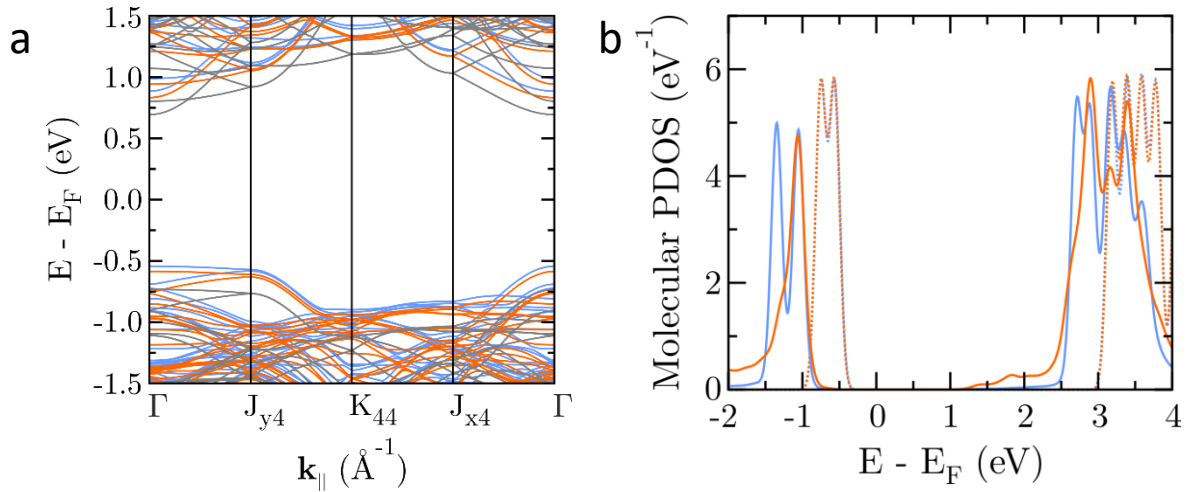 a
1.5
1.0
0.5
0.0
-0.5
-1.0
-1.5
E - E_F (eV)
Γ J_y4 K_44 J_x4 Γ
k_|| (Å^-1)
b
Molecular PDOS (eV^-1)
6
4
2
0
-2 -1 0 1 2 3 4
E - E_F (eV)